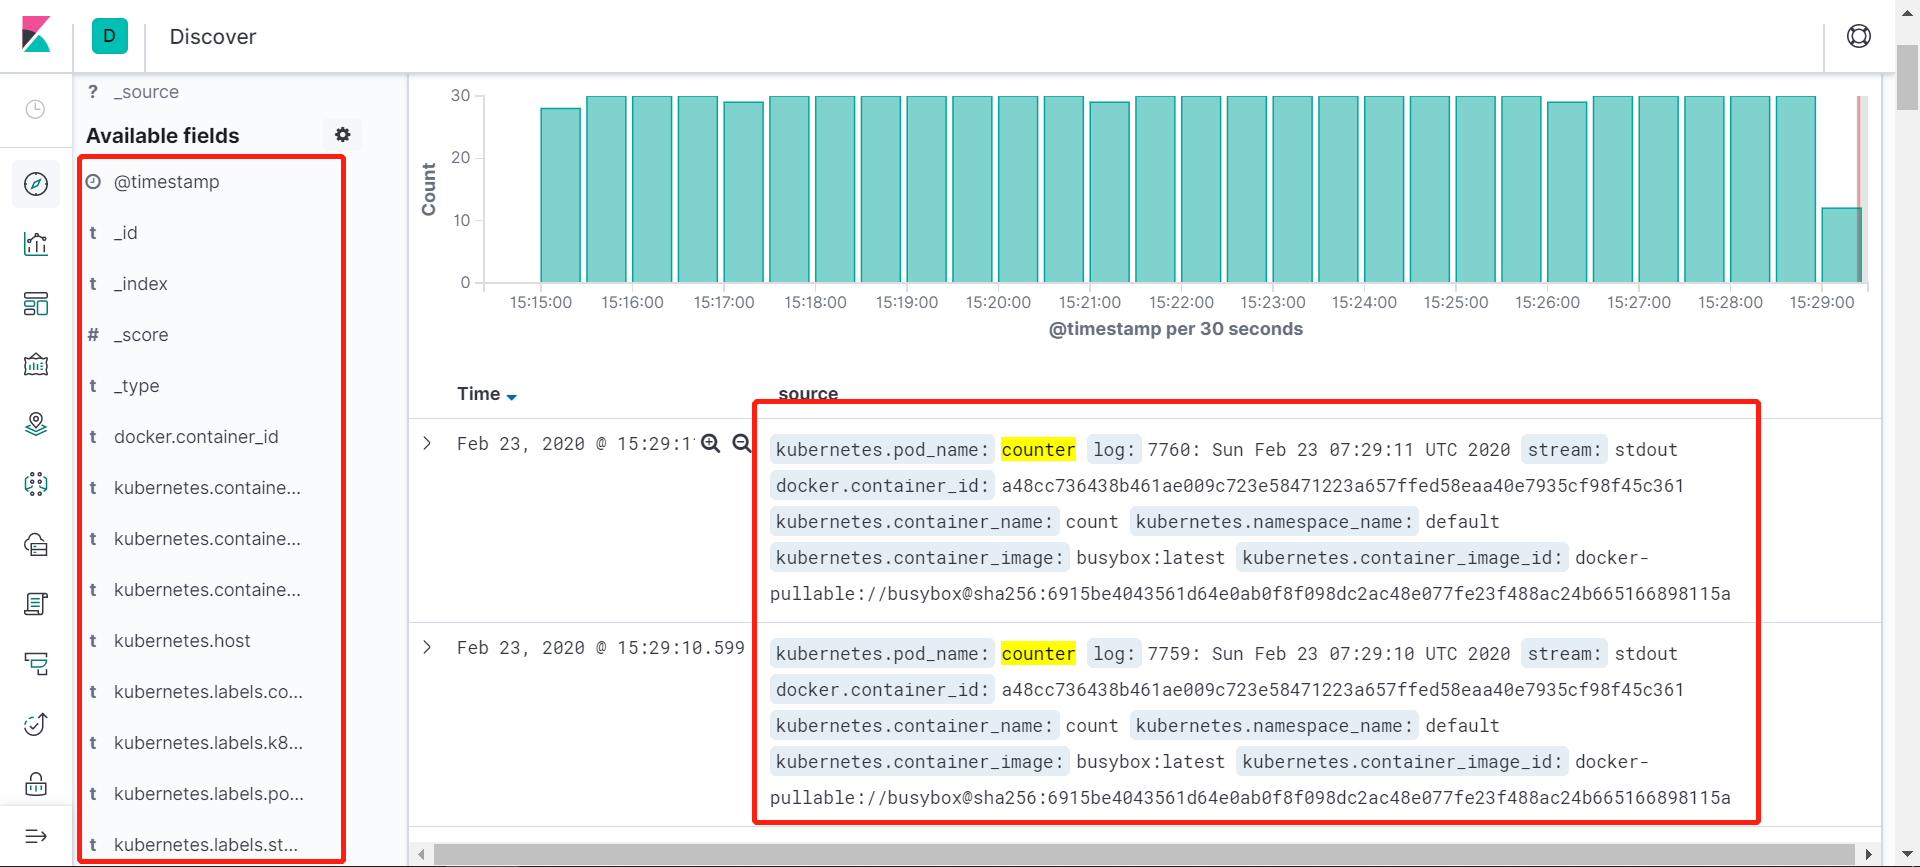 D Discover
? _source
Available fields
@timestamp
t _id
t _index
# _score
t _type
t docker.container_id
t kubernetes.containe...
t kubernetes.containe...
t kubernetes.containe...
t kubernetes.host
t kubernetes.labels.co...
t kubernetes.labels.k8...
t kubernetes.labels.po...
t kubernetes.labels.st...
Count
30
20
10
0
15:15:00 15:16:00 15:17:00 15:18:00 15:19:00 15:20:00 15:21:00 15:22:00 15:23:00 15:24:00 15:25:00 15:26:00 15:27:00 15:28:00 15:29:00
@timestamp per 30 seconds
Time source
Feb 23, 2020 @ 15:29:1
kubernetes.pod_name: counter log: 7760: Sun Feb 23 07:29:11 UTC 2020 stream: stdout
docker.container_id: a48cc736438b461ae009c723e58471223a657ffed58eaa40e7935cf98f45c361
kubernetes.container_name: count kubernetes.namespace_name: default
kubernetes.container_image: busybox:latest kubernetes.container_image_id: docker-
pullable://busybox@sha256:6915be4043561d64e0ab0f8f098dc2ac48e077fe23f488ac24b665166898115a
Feb 23, 2020 @ 15:29:10.599
kubernetes.pod_name: counter log: 7759: Sun Feb 23 07:29:10 UTC 2020 stream: stdout
docker.container_id: a48cc736438b461ae009c723e58471223a657ffed58eaa40e7935cf98f45c361
kubernetes.container_name: count kubernetes.namespace_name: default
kubernetes.container_image: busybox:latest kubernetes.container_image_id: docker-
pullable://busybox@sha256:6915be4043561d64e0ab0f8f098dc2ac48e077fe23f488ac24b665166898115a